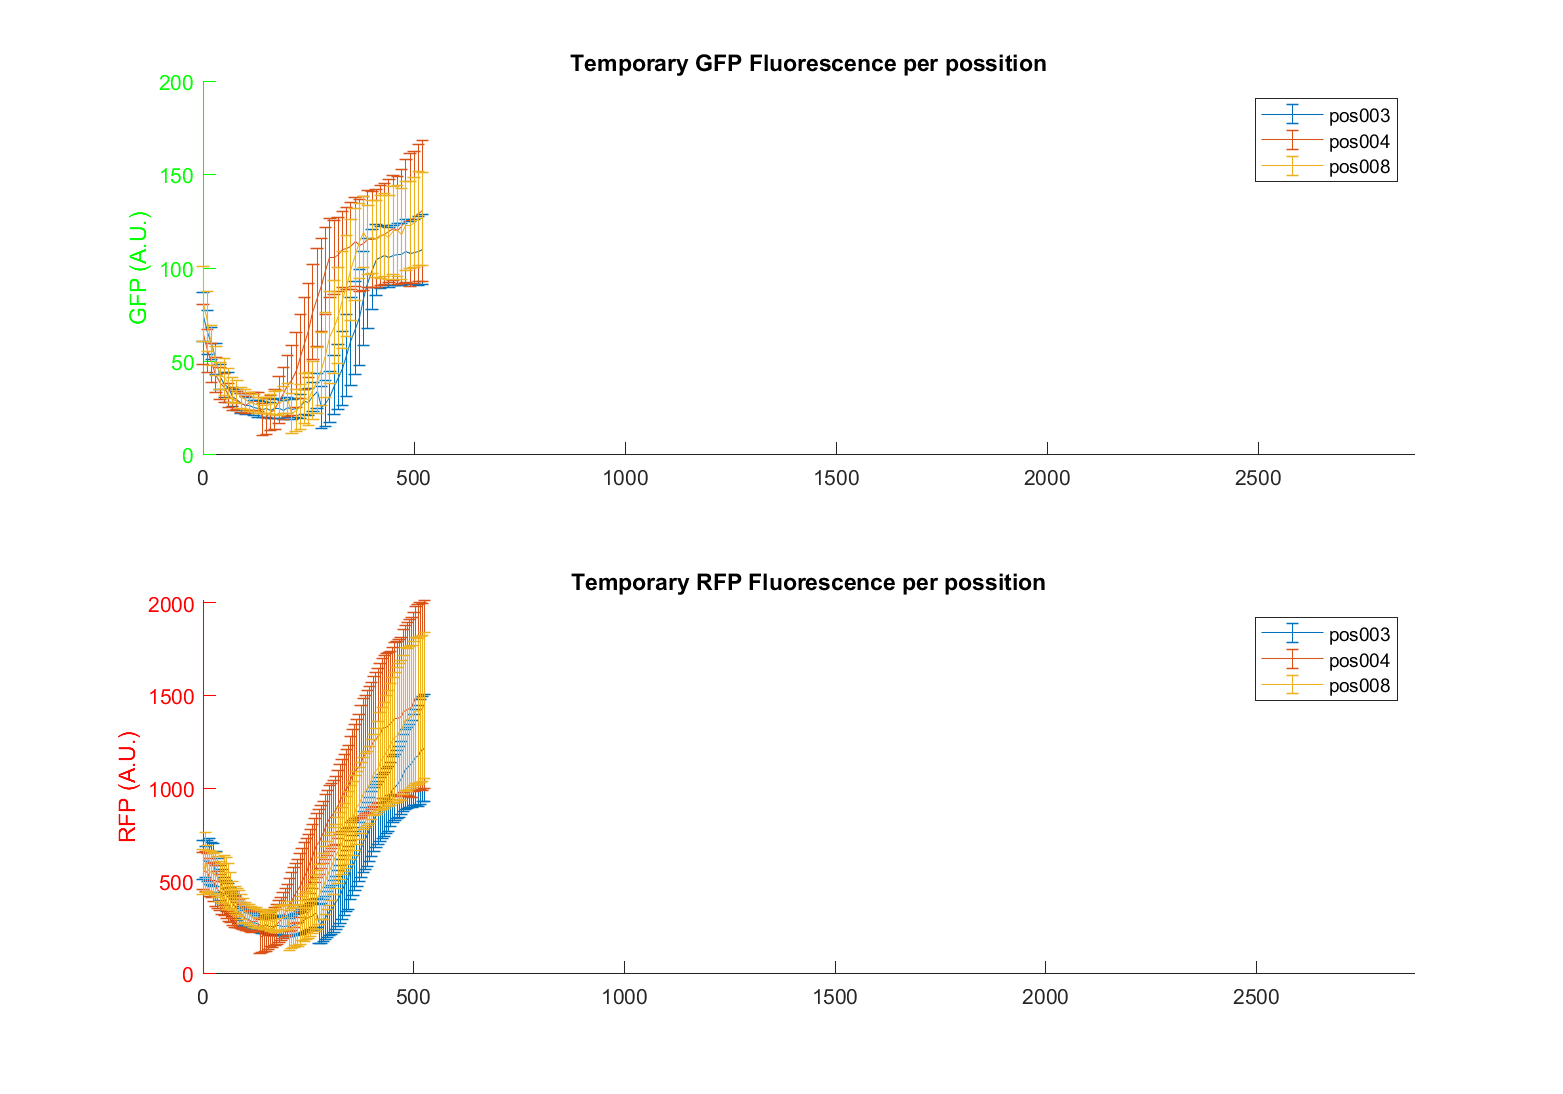 Temporary GFP Fluorescence per possition
GFP (A.U.)
200
150
100
50
0
0 500 1000 1500 2000 2500
pos003
pos004
pos008
Temporary RFP Fluorescence per possition
RFP (A.U.)
2000
1500
1000
500
0
0 500 1000 1500 2000 2500
pos003
pos004
pos008